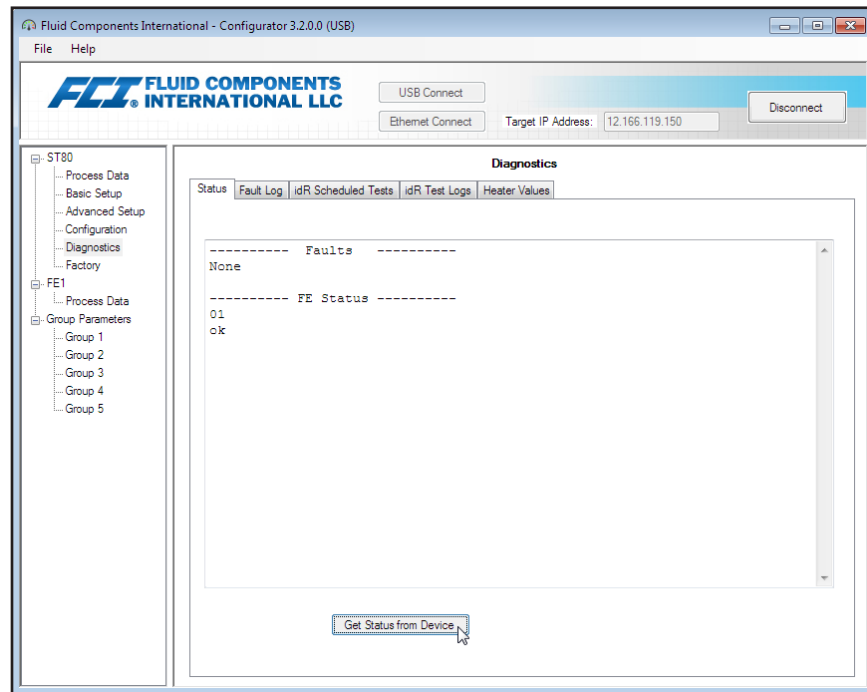 Fluid Components International - Configurator 3.2.0.0 (USB)
File Help
FCI® FLUID COMPONENTS
INTERNATIONAL LLC
USB Connect
Ethernet Connect
Target IP Address: 12.166.119.150
Disconnect
ST80
Process Data
Basic Setup
Advanced Setup
Configuration
Diagnostics
Factory
FE1
Process Data
Group Parameters
Group 1
Group 2
Group 3
Group 4
Group 5
Diagnostics
Status Fault Log idR Scheduled Tests idR Test Logs Heater Values
---------- Faults ----------
None
---------- FE Status ----------
01
ok
Get Status from Device